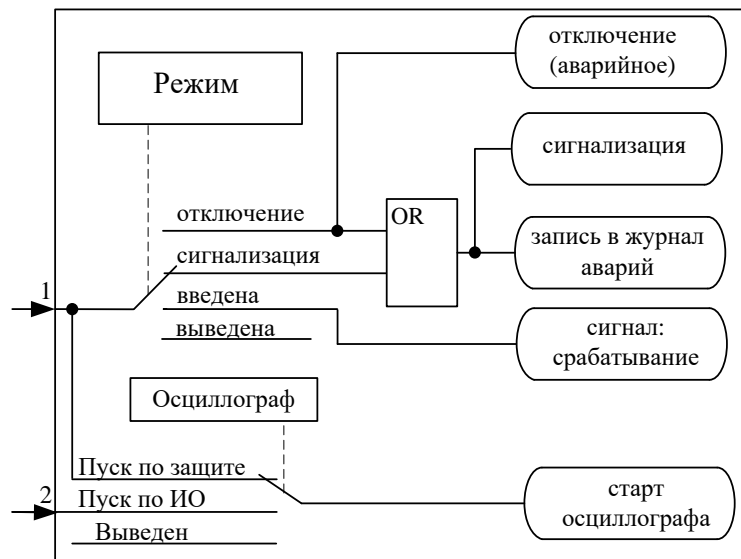 отключение
(аварийное)
Режим
сигнализация
отключение
OR
сигнализация
запись в журнал
аварий
1
введена
выведена
сигнал:
срабатывание
Осциллограф
Пуск по защите
2
Пуск по ИО
Выведен
старт
осциллографа